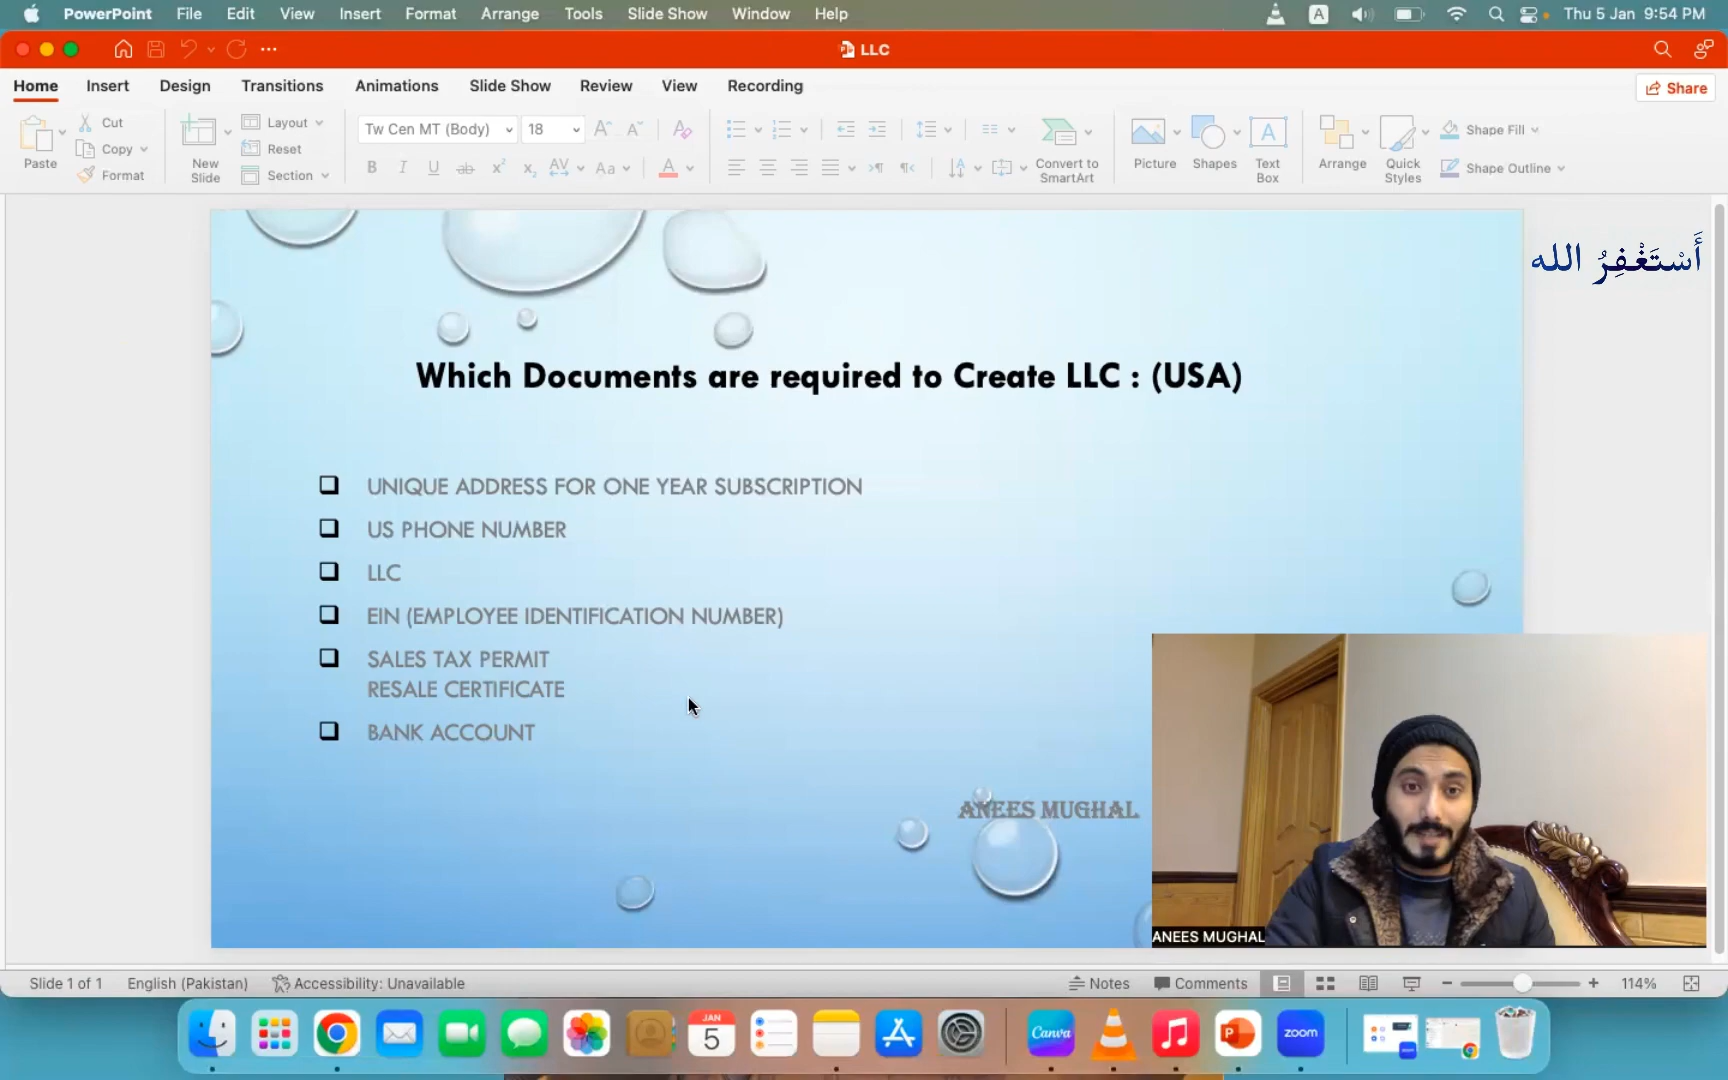 PowerPoint File Edit View Insert Format Arrange Tools Slide Show Window Help A Thu 5 Jan 9:54 PM
LLC
Home Insert Design Transitions Animations Slide Show Review View Recording Share
Paste Cut Copy Format New Slide Layout Reset Section Tw Cen MT (Body) 18 Convert to SmartArt Picture Shapes Text Box Arrange Quick Styles Shape Fill Shape Outline
أَسْتَغْفِرُ الله
Which Documents are required to Create LLC : (USA)
UNIQUE ADDRESS FOR ONE YEAR SUBSCRIPTION
US PHONE NUMBER
LLC
EIN (EMPLOYEE IDENTIFICATION NUMBER)
SALES TAX PERMIT
RESALE CERTIFICATE
BANK ACCOUNT
ANEES MUGHAL
ANEES MUGHAL
Slide 1 of 1 English (Pakistan) Accessibility: Unavailable Notes Comments 114%
JAN 5 Canva P zoom